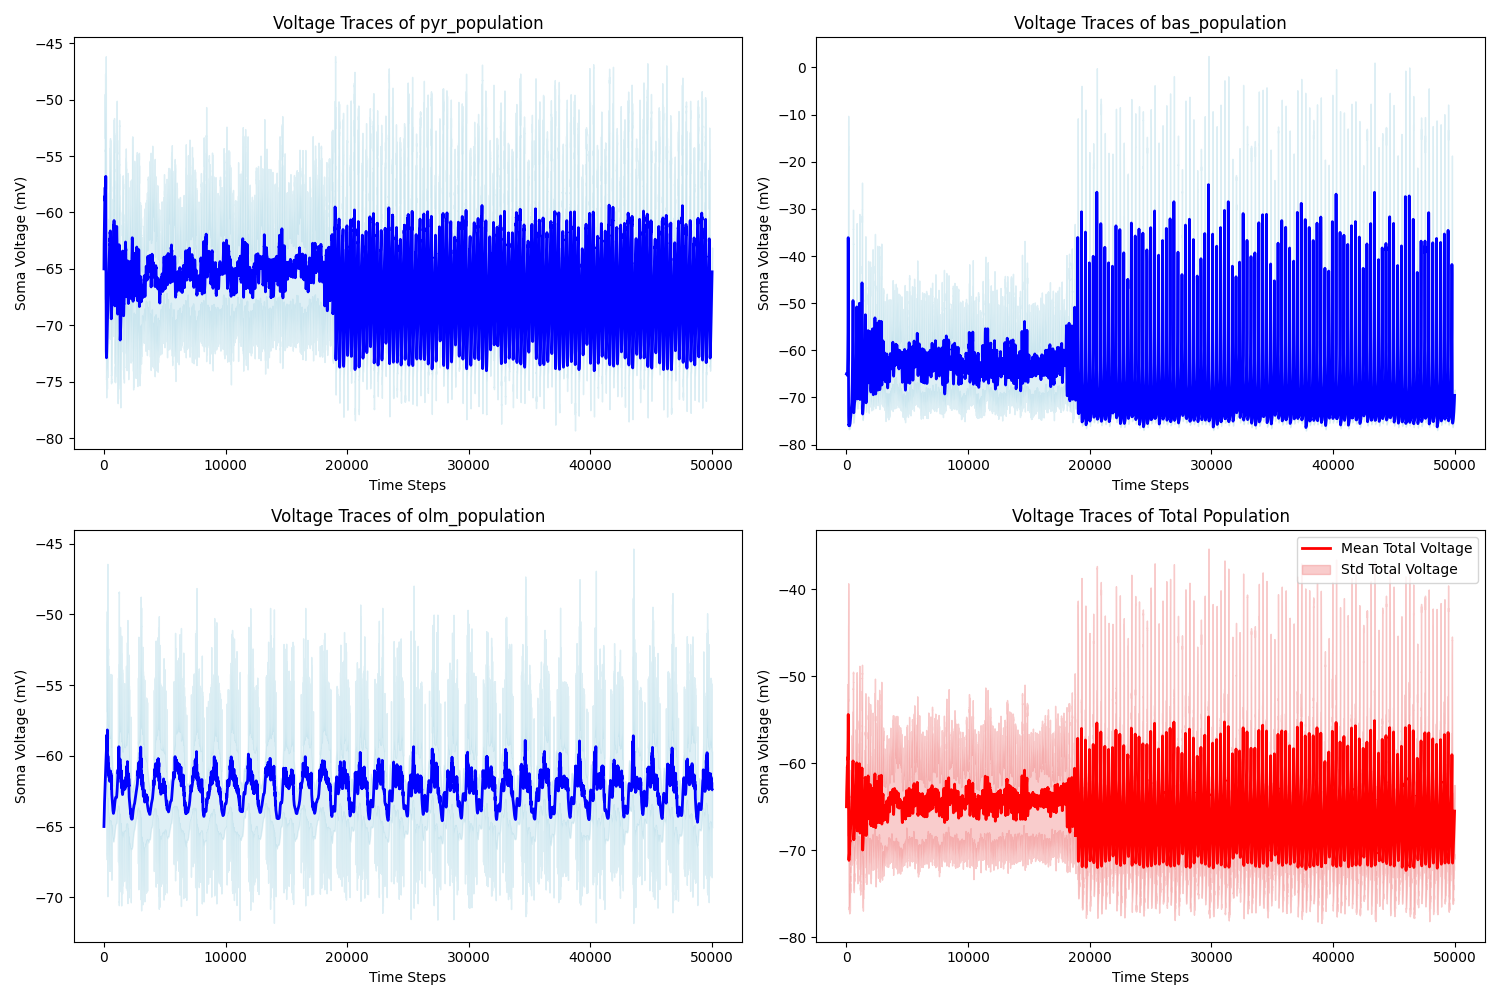 Voltage Traces of pyr_population
Soma Voltage (mV)
−45
−50
−55
−60
−65
−70
−75
−80
0 10000 20000 30000 40000 50000
Time Steps
Voltage Traces of bas_population
Soma Voltage (mV)
0
−10
−20
−30
−40
−50
−60
−70
−80
0 10000 20000 30000 40000 50000
Time Steps
Voltage Traces of olm_population
Soma Voltage (mV)
−45
−50
−55
−60
−65
−70
0 10000 20000 30000 40000 50000
Time Steps
Voltage Traces of Total Population
Mean Total Voltage
Std Total Voltage
Soma Voltage (mV)
−40
−50
−60
−70
−80
0 10000 20000 30000 40000 50000
Time Steps